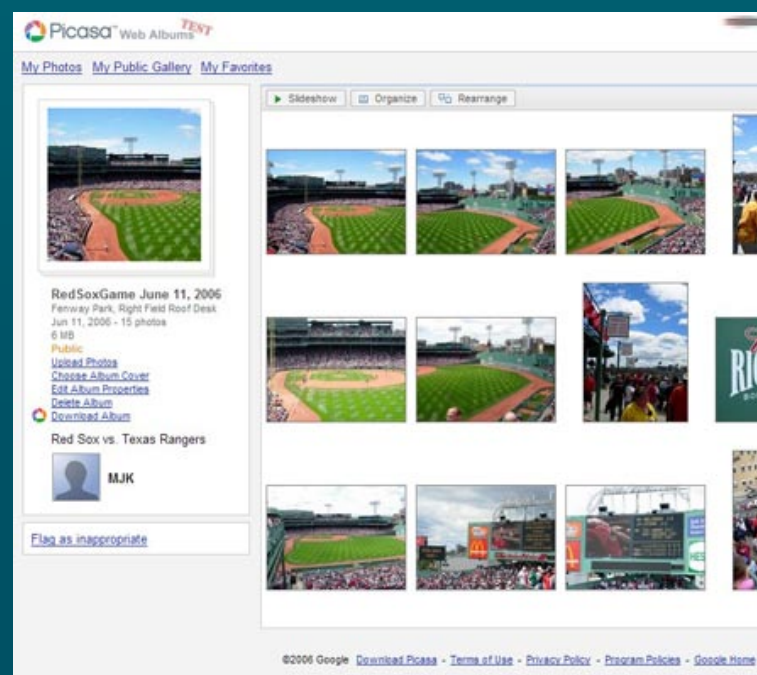 Picasa™ Web Albums TEST
My Photos My Public Gallery My Favorites
Slideshow Organize Rearrange
RedSoxGame June 11, 2006
Fenway Park, Right Field Roof Desk
Jun 11, 2006 - 15 photos
6 MB
Public
Upload Photos
Choose Album Cover
Edit Album Properties
Delete Album
Download Album
Red Sox vs. Texas Rangers
MJK
Flag as inappropriate
©2006 Google Download Picasa - Terms of Use - Privacy Policy - Program Policies - Google Home